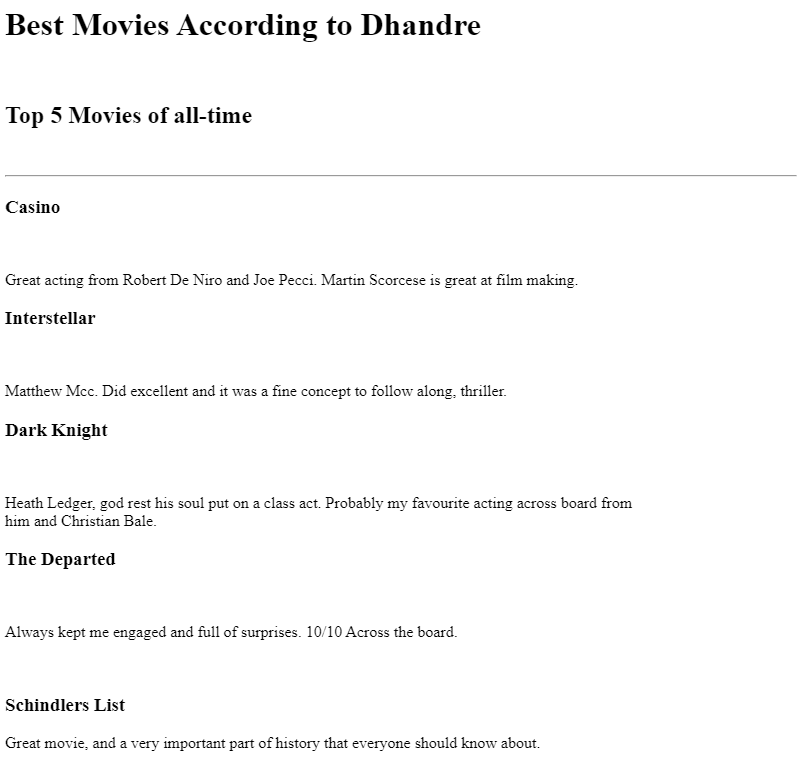 Best Movies According to Dhandre
Top 5 Movies of all-time
Casino
Great acting from Robert De Niro and Joe Pecci. Martin Scorcese is great at film making.
Interstellar
Matthew Mcc. Did excellent and it was a fine concept to follow along, thriller.
Dark Knight
Heath Ledger, god rest his soul put on a class act. Probably my favourite acting across board from
him and Christian Bale.
The Departed
Always kept me engaged and full of surprises. 10/10 Across the board.
Schindlers List
Great movie, and a very important part of history that everyone should know about.